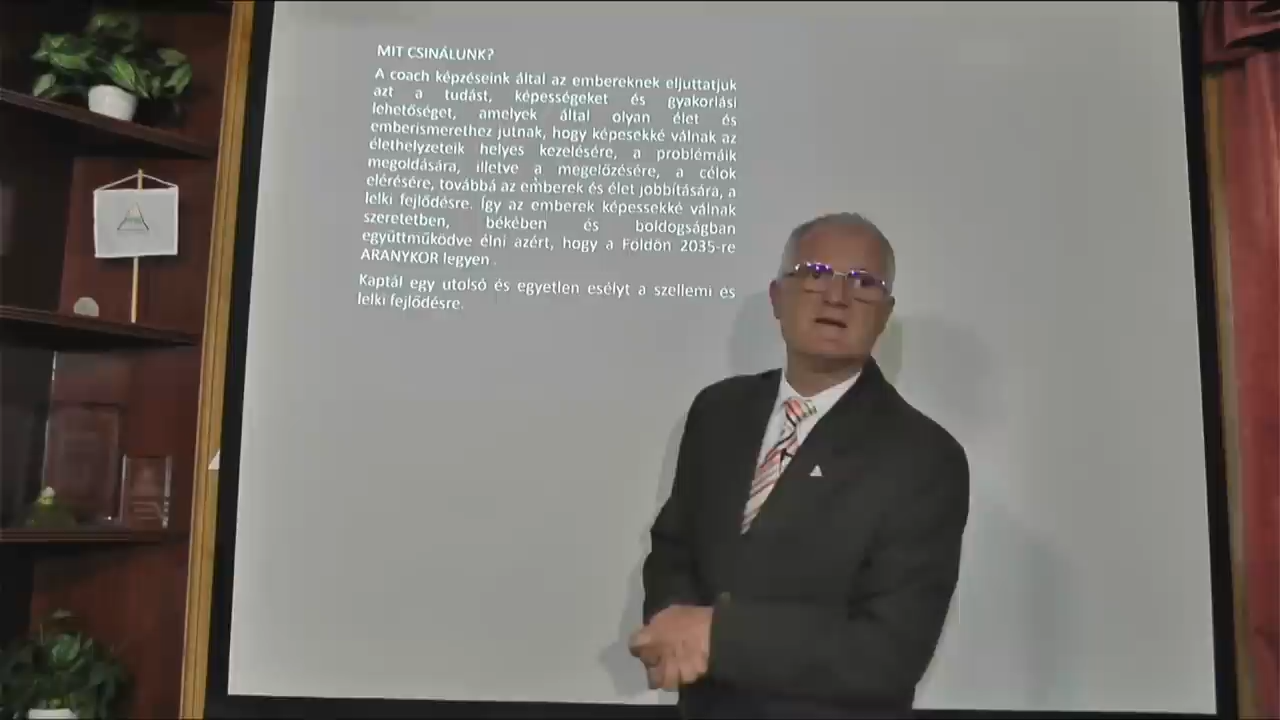 MIT CSINÁLUNK?
A coach képzéseink által az embereknek eljuttatjuk
azt a tudást, képességeket és gyakorlási
lehetőséget, amelyek által olyan élet és
emberismerethez jutnak, hogy képesekké válnak az
élethelyzeteik helyes kezelésére, a problémáik
megoldására, illetve a megelőzésére, a célok
elérésére, továbbá az emberek és élet jobbítására, a
lelki fejlődésre. Így az emberek képessekké válnak
szeretetben, békében és boldogságban
együttműködve élni azért, hogy a Földön 2035-re
ARANYKOR legyen.
Kaptál egy utolsó és egyetlen esélyt a szellemi és
lelki fejlődésre.